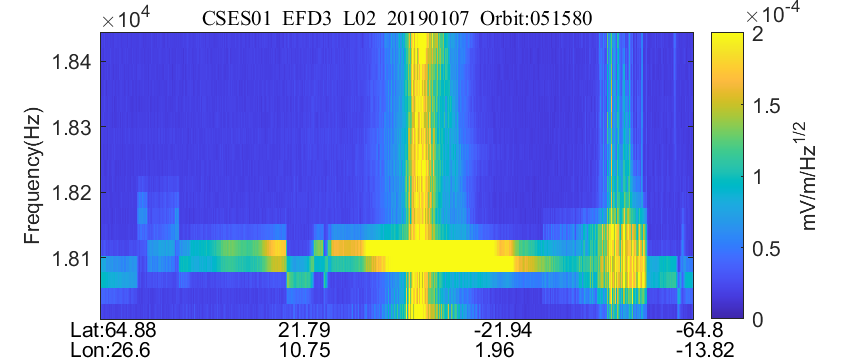 ×10⁴ CSES01 EFD3 L02 20190107 Orbit:051580 ×10⁻⁴
1.84
1.83
1.82
1.81
Frequency(Hz)
2
1.5
1
0.5
0
mV/m/Hz^1/2
Lat:64.88 21.79 -21.94 -64.8
Lon:26.6 10.75 1.96 -13.82